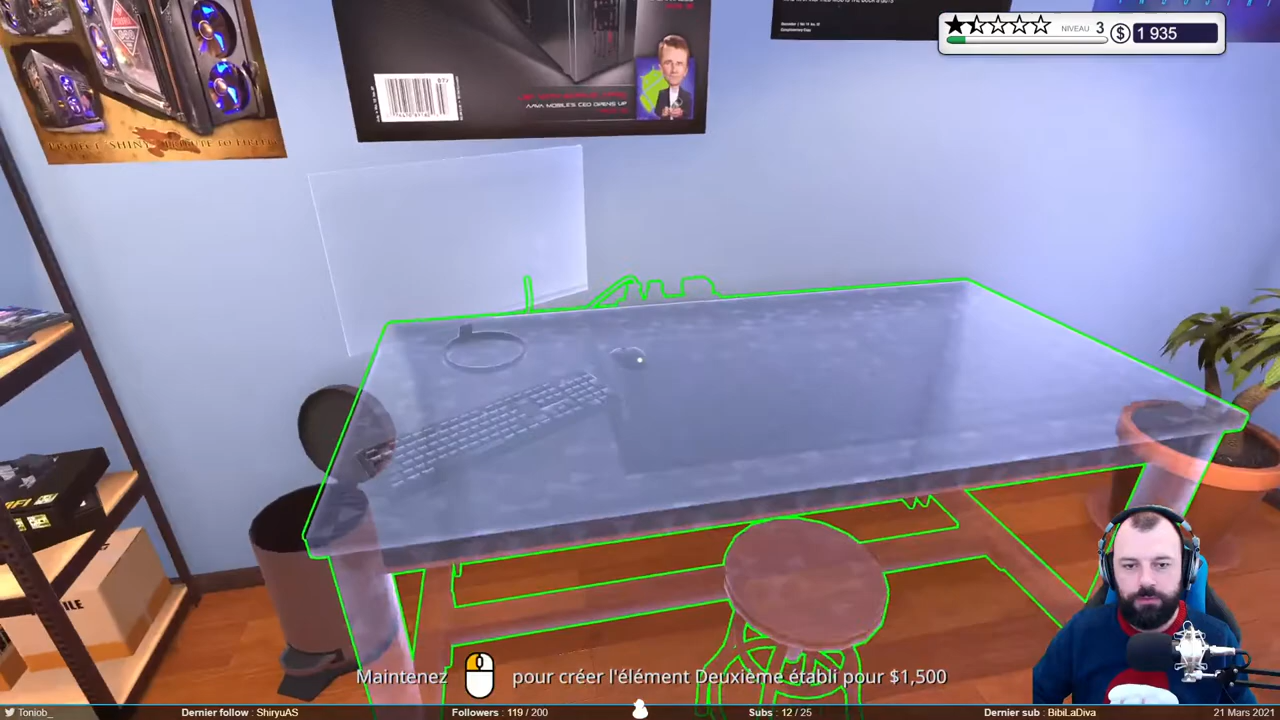 NIVEAU 3 $ 1 935
07/
AAVA MOBILE'S CEO OPENS UP
Maintenez pour créer l'élément Deuxième établi pour $1,500
Toniob_ Dernier follow : ShiryuAS Followers : 119 / 200 Subs : 12 / 25 Dernier sub : BibiLaDiva 21 Mars 2021